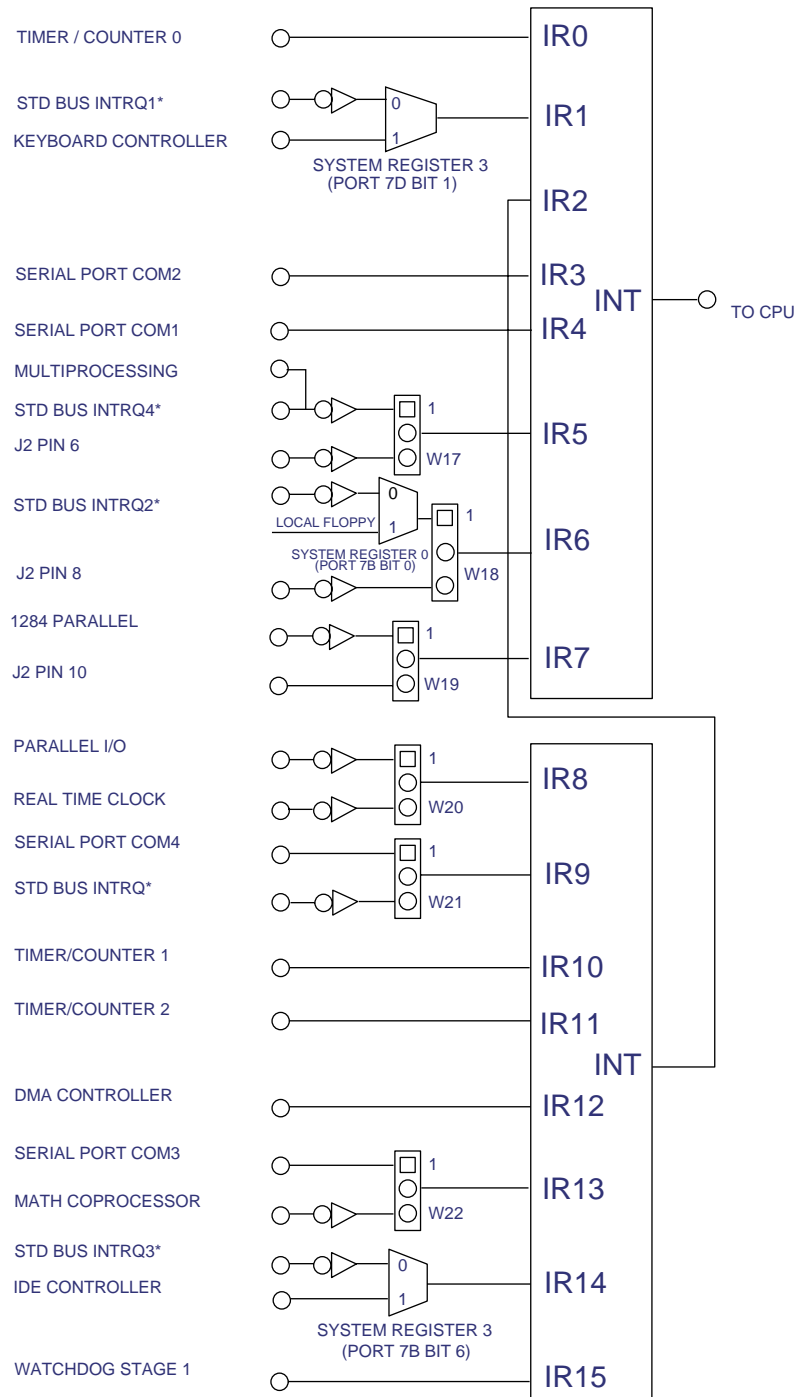 TIMER / COUNTER 0
IR0
STD BUS INTRQ1*
0
IR1
KEYBOARD CONTROLLER
1
SYSTEM REGISTER 3
(PORT 7D BIT 1)
IR2
SERIAL PORT COM2
IR3
INT
TO CPU
SERIAL PORT COM1
IR4
MULTIPROCESSING
STD BUS INTRQ4*
1
IR5
J2 PIN 6
W17
STD BUS INTRQ2*
0
1
LOCAL FLOPPY
1
IR6
SYSTEM REGISTER 0
(PORT 7B BIT 0)
J2 PIN 8
W18
1284 PARALLEL
1
IR7
J2 PIN 10
W19
PARALLEL I/O
1
IR8
REAL TIME CLOCK
W20
SERIAL PORT COM4
1
IR9
STD BUS INTRQ*
W21
TIMER/COUNTER 1
IR10
TIMER/COUNTER 2
IR11
INT
DMA CONTROLLER
IR12
SERIAL PORT COM3
1
IR13
MATH COPROCESSOR
W22
STD BUS INTRQ3*
0
IR14
IDE CONTROLLER
1
SYSTEM REGISTER 3
(PORT 7B BIT 6)
WATCHDOG STAGE 1
IR15